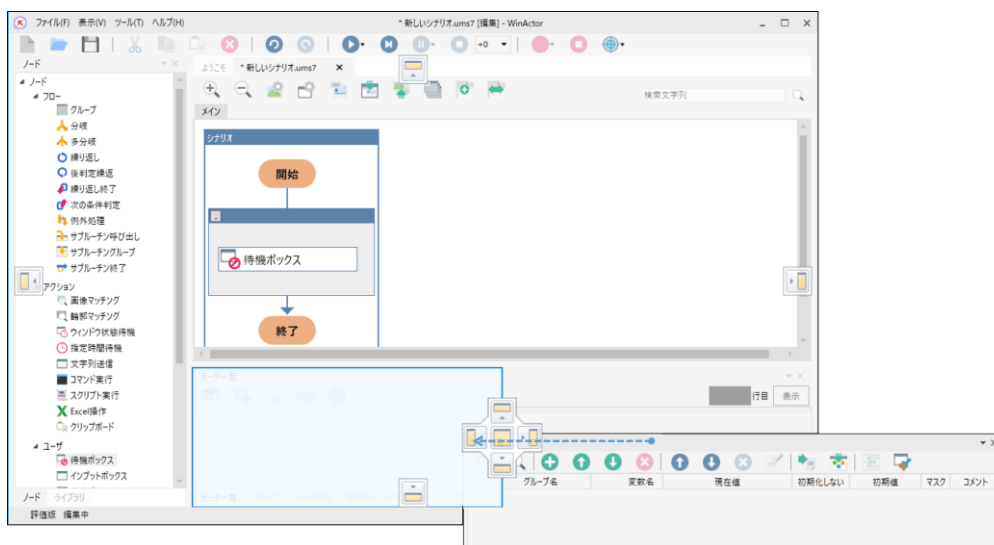 ファイル(F) 表示(V) ツール(T) ヘルプ(H)
* 新しいシナリオ.ums7 [編集] - WinActor
+0
ノード
ようこそ * 新しいシナリオ.ums7
ノード
フロー
グループ
分岐
多分岐
繰り返し
後判定繰返
繰り返し終了
次の条件判定
例外処理
サブルーチン呼び出し
サブルーチングループ
サブルーチン終了
アクション
画像マッチング
輪郭マッチング
ウィンドウ状態待機
指定時間待機
文字列送信
コマンド実行
スクリプト実行
Excel操作
クリップボード
ユーザ
待機ボックス
インプットボックス
ノード ライブラリ
評価版 編集中
検索文字列
メイン
シナリオ
開始
待機ボックス
終了
データ一覧
行目 表示
データ一覧
グループ名 変数名 現在値 初期化しない 初期値 マスク コメント